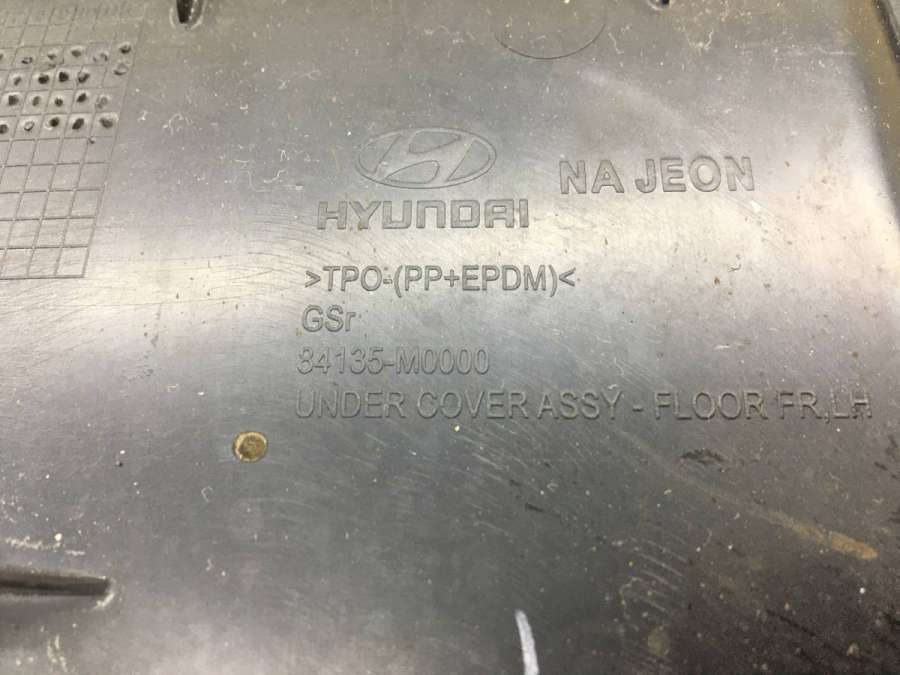 NA JEON
HYUNDAI
>TPO-(PP+EPDM)<
GSr
84135-M0000
UNDER COVER ASSY - FLOOR FR,LH